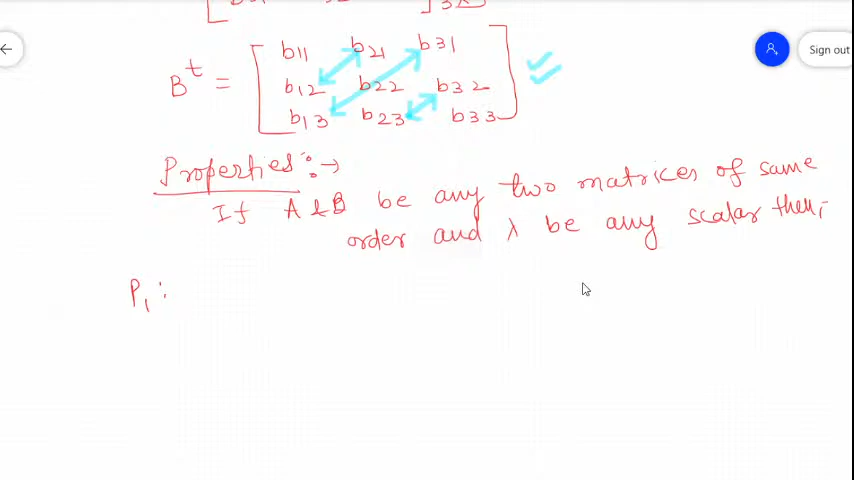 Sign out
b11 b21 b31
B^t = b12 b22 b32
b13 b23 b33
Properties:→
If A & B be any two matrices of same
order and λ be any scalar then,
P1: